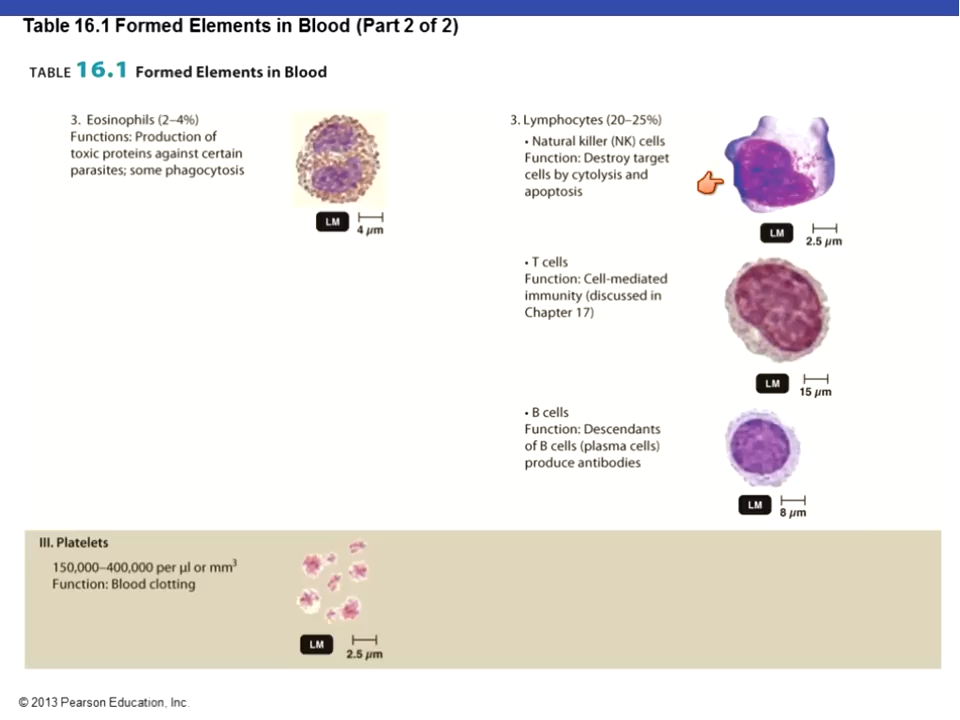 Table 16.1 Formed Elements in Blood (Part 2 of 2)
TABLE 16.1 Formed Elements in Blood
3. Eosinophils (2–4%)
Functions: Production of
toxic proteins against certain
parasites; some phagocytosis
LM
4 µm
3. Lymphocytes (20–25%)
• Natural killer (NK) cells
Function: Destroy target
cells by cytolysis and
apoptosis
LM
2.5 µm
• T cells
Function: Cell-mediated
immunity (discussed in
Chapter 17)
LM
15 µm
• B cells
Function: Descendants
of B cells (plasma cells)
produce antibodies
LM
8 µm
III. Platelets
150,000–400,000 per µl or mm³
Function: Blood clotting
LM
2.5 µm
© 2013 Pearson Education, Inc.